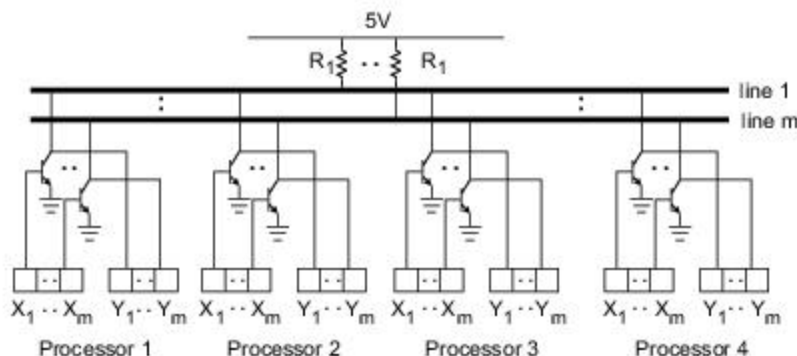 5V
R1 R1
line 1
line m
X1 Xm Y1 Ym X1 Xm Y1 Ym X1 Xm Y1 Ym X1 Xm Y1 Ym
Processor 1 Processor 2 Processor 3 Processor 4